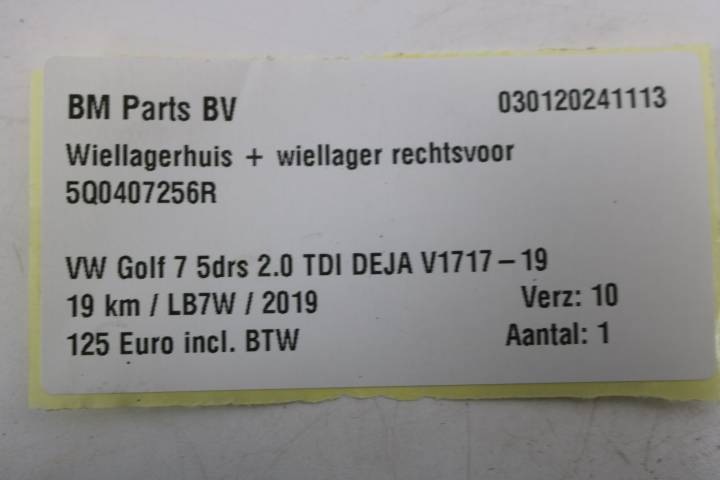 BM Parts BV 030120241113
Wiellagerhuis + wiellager rechtsvoor
5Q0407256R
VW Golf 7 5drs 2.0 TDI DEJA V1717 – 19
19 km / LB7W / 2019 Verz: 10
125 Euro incl. BTW Aantal: 1